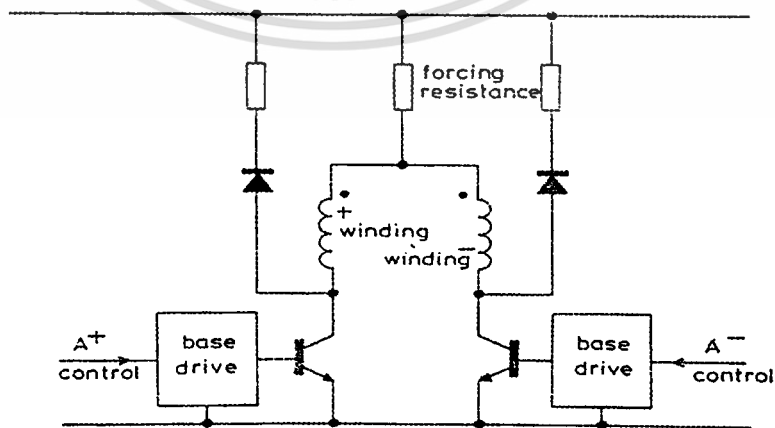 forcing
resistance
+
winding
−
winding
A+
control
base
drive
base
drive
A−
control